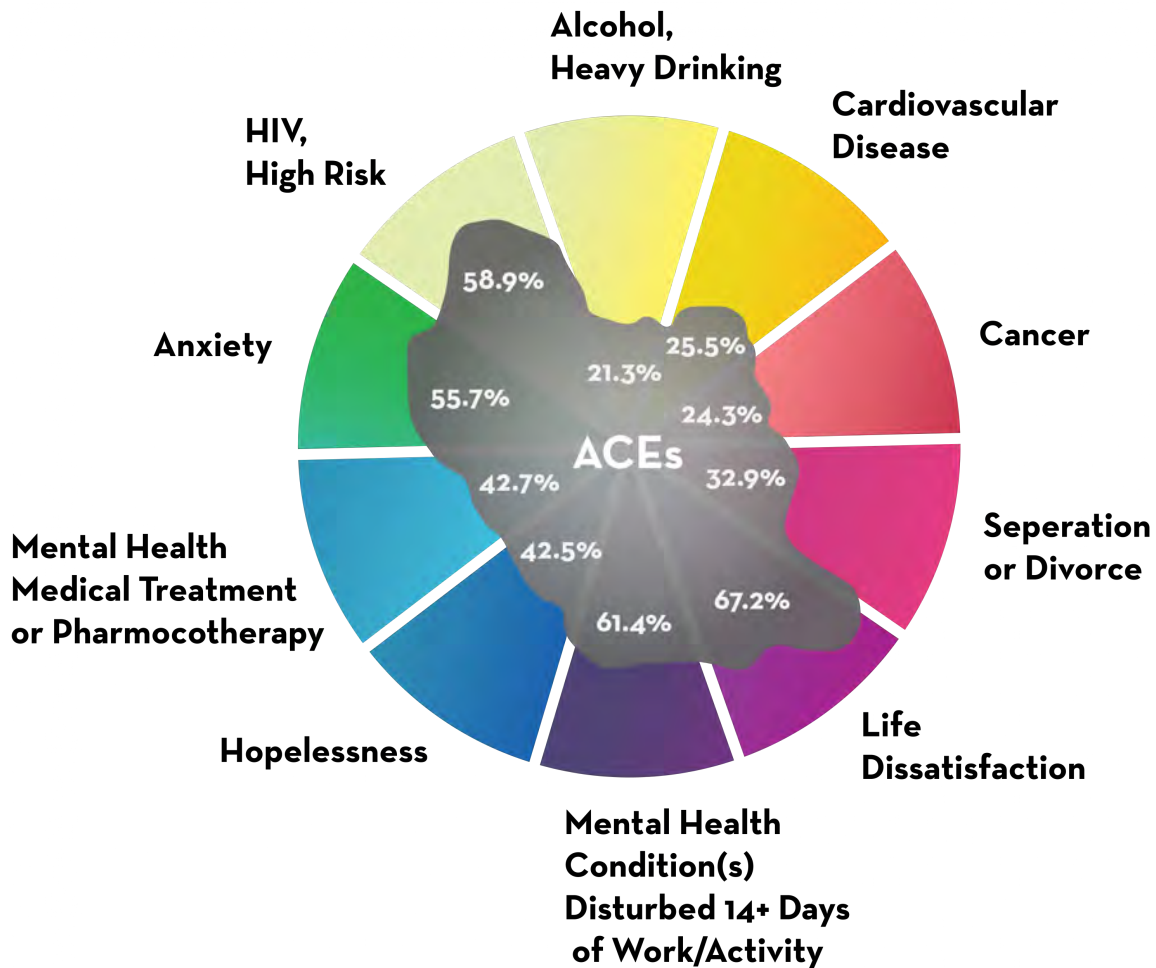 Alcohol,
Heavy Drinking
Cardiovascular
Disease
HIV,
High Risk
58.9%
Anxiety
Cancer
25.5%
21.3%
55.7%
24.3%
ACEs
42.7%
32.9%
Seperation
or Divorce
Mental Health
Medical Treatment
or Pharmocotherapy
42.5%
67.2%
61.4%
Hopelessness
Life
Dissatisfaction
Mental Health
Condition(s)
Disturbed 14+ Days
of Work/Activity